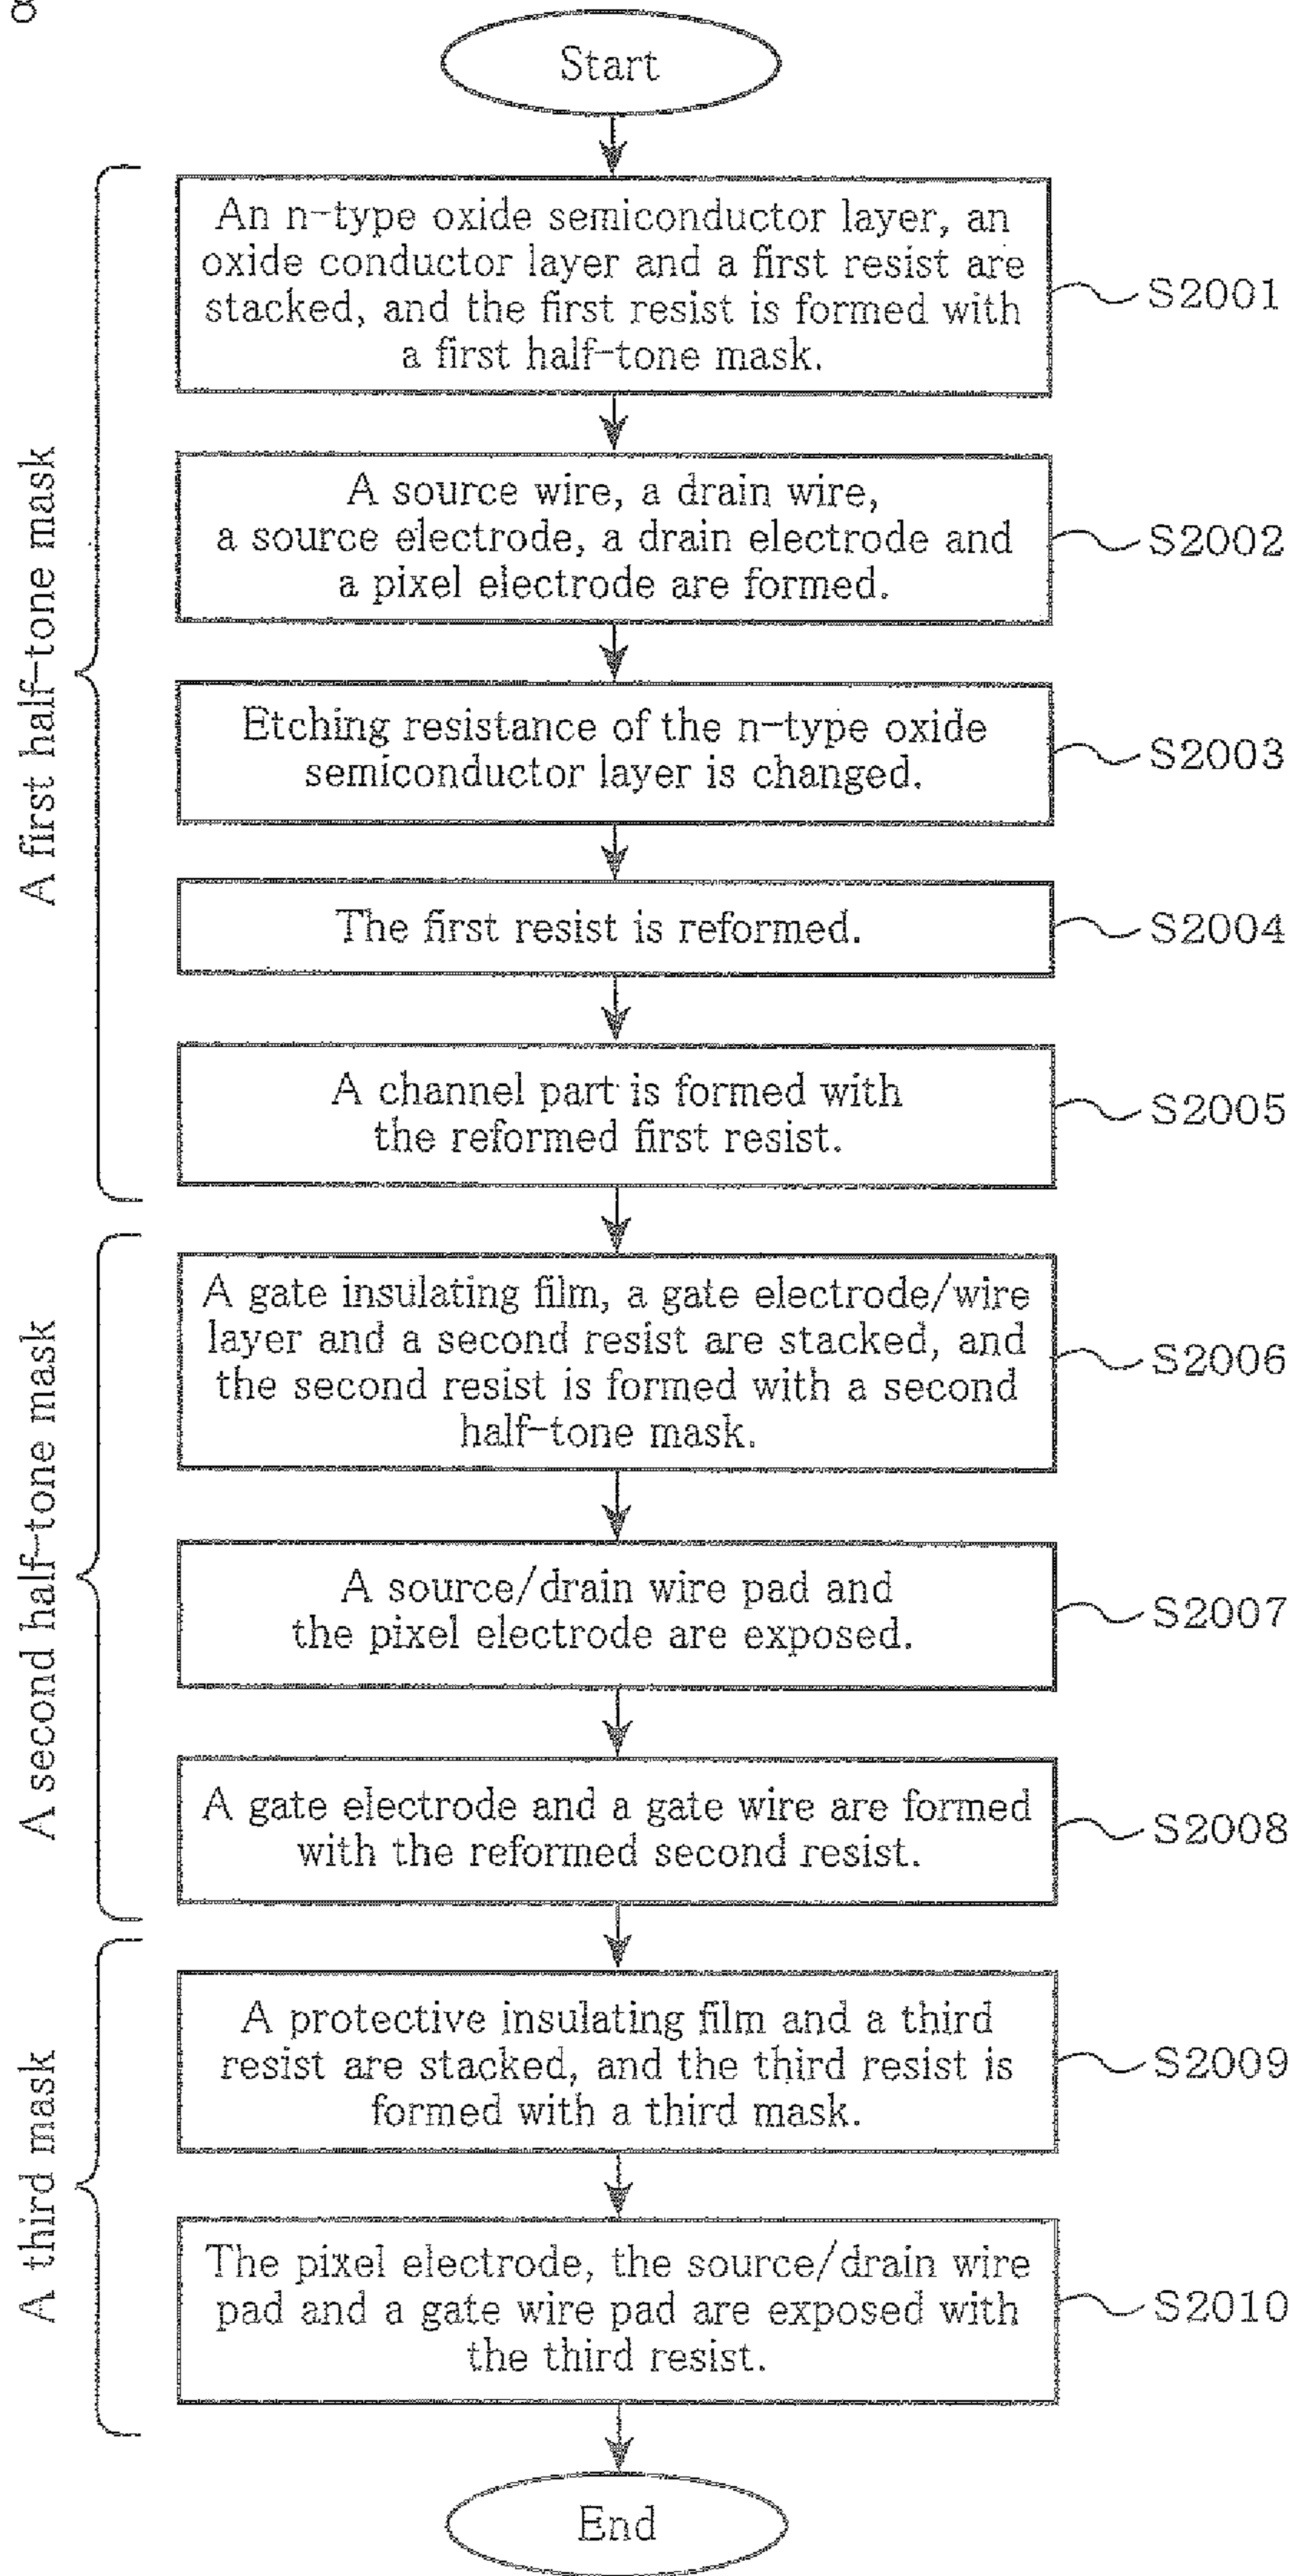 Start
A first half-tone mask
An n-type oxide semiconductor layer, an
oxide conductor layer and a first resist are
stacked, and the first resist is formed with
a first half-tone mask.
S2001
A source wire, a drain wire,
a source electrode, a drain electrode and
a pixel electrode are formed.
S2002
Etching resistance of the n-type oxide
semiconductor layer is changed.
S2003
The first resist is reformed.
S2004
A channel part is formed with
the reformed first resist.
S2005
A second half-tone mask
A gate insulating film, a gate electrode/wire
layer and a second resist are stacked, and
the second resist is formed with a second
half-tone mask.
S2006
A source/drain wire pad and
the pixel electrode are exposed.
S2007
A gate electrode and a gate wire are formed
with the reformed second resist.
S2008
A third mask
A protective insulating film and a third
resist are stacked, and the third resist is
formed with a third mask.
S2009
The pixel electrode, the source/drain wire
pad and a gate wire pad are exposed with
the third resist.
S2010
End